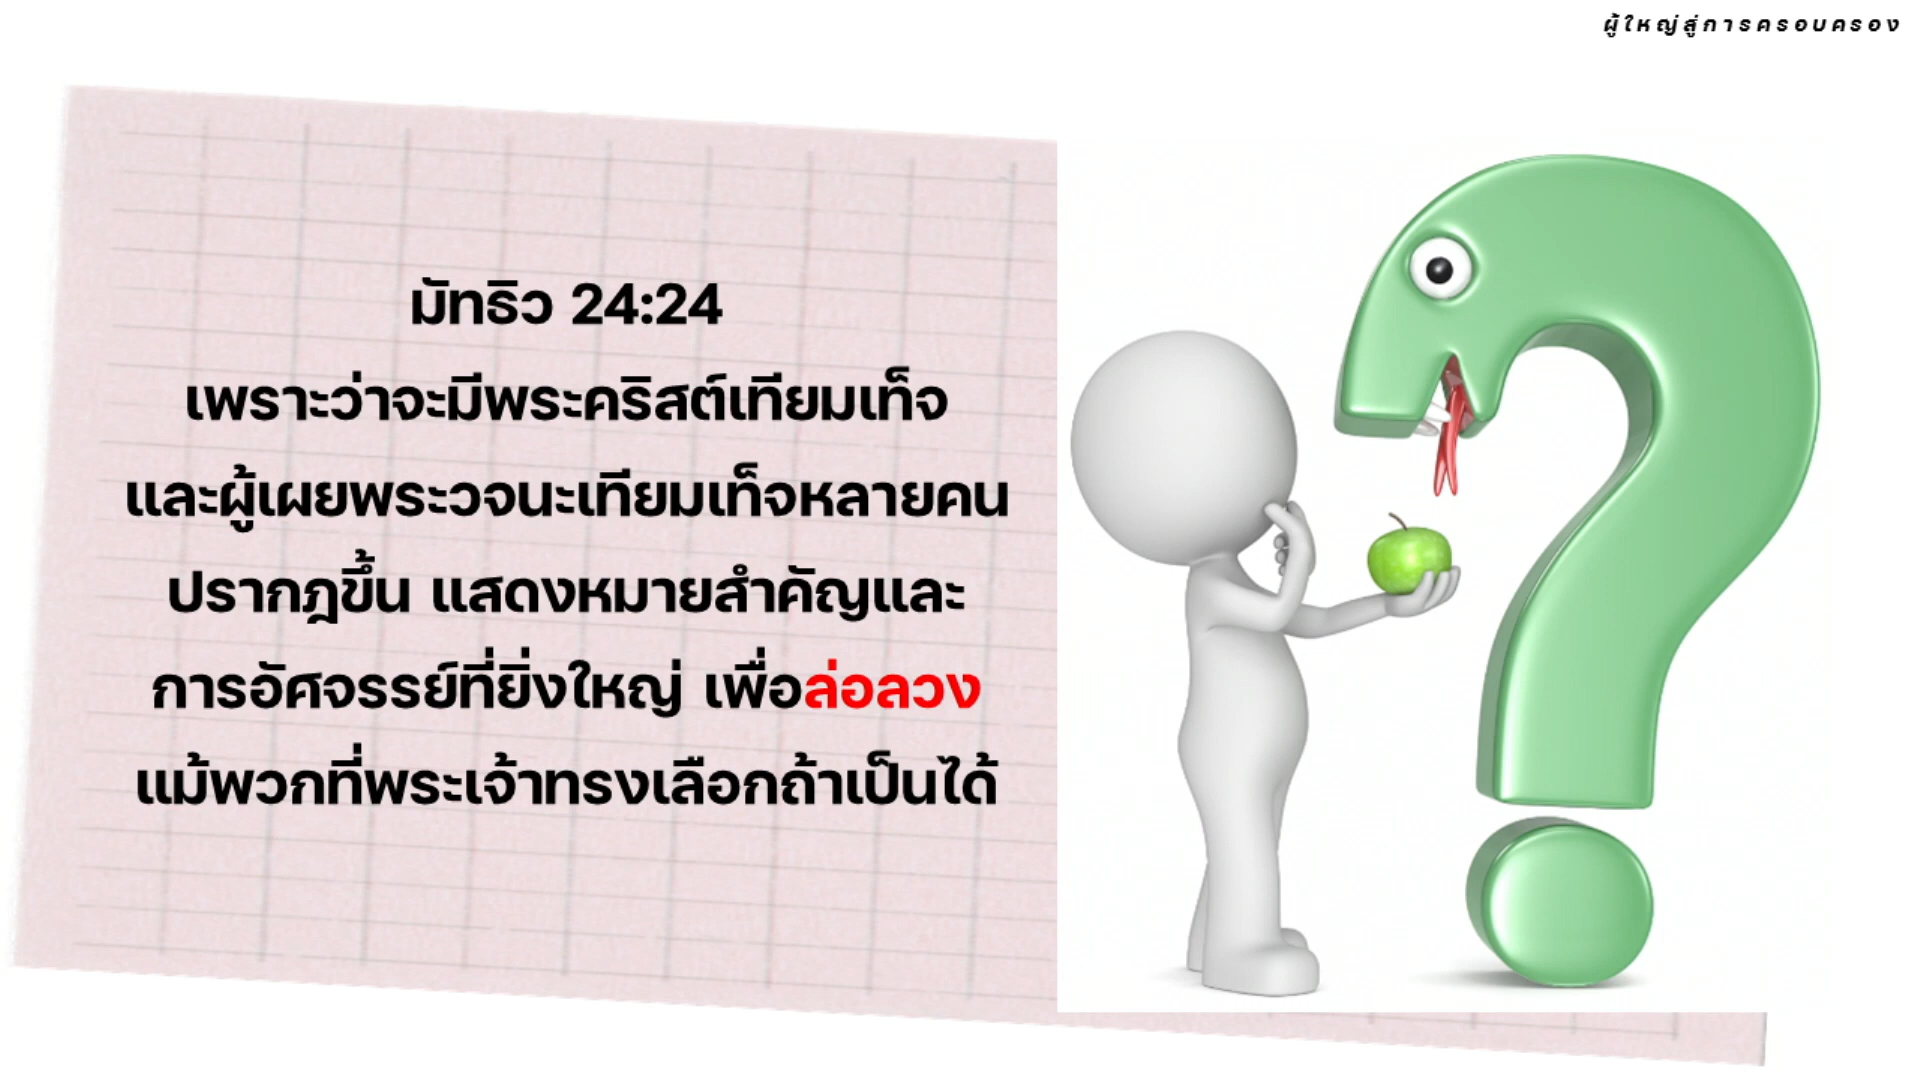 ผู้ใหญ่สู่การครอบครอง
มัทธิว 24:24
เพราะว่าจะมีพระคริสต์เทียมเท็จ
และผู้เผยพระวจนะเทียมเท็จหลายคน
ปรากฎขึ้น แสดงหมายสำคัญและ
การอัศจรรย์ที่ยิ่งใหญ่ เพื่อล่อลวง
แม้พวกที่พระเจ้าทรงเลือกถ้าเป็นได้